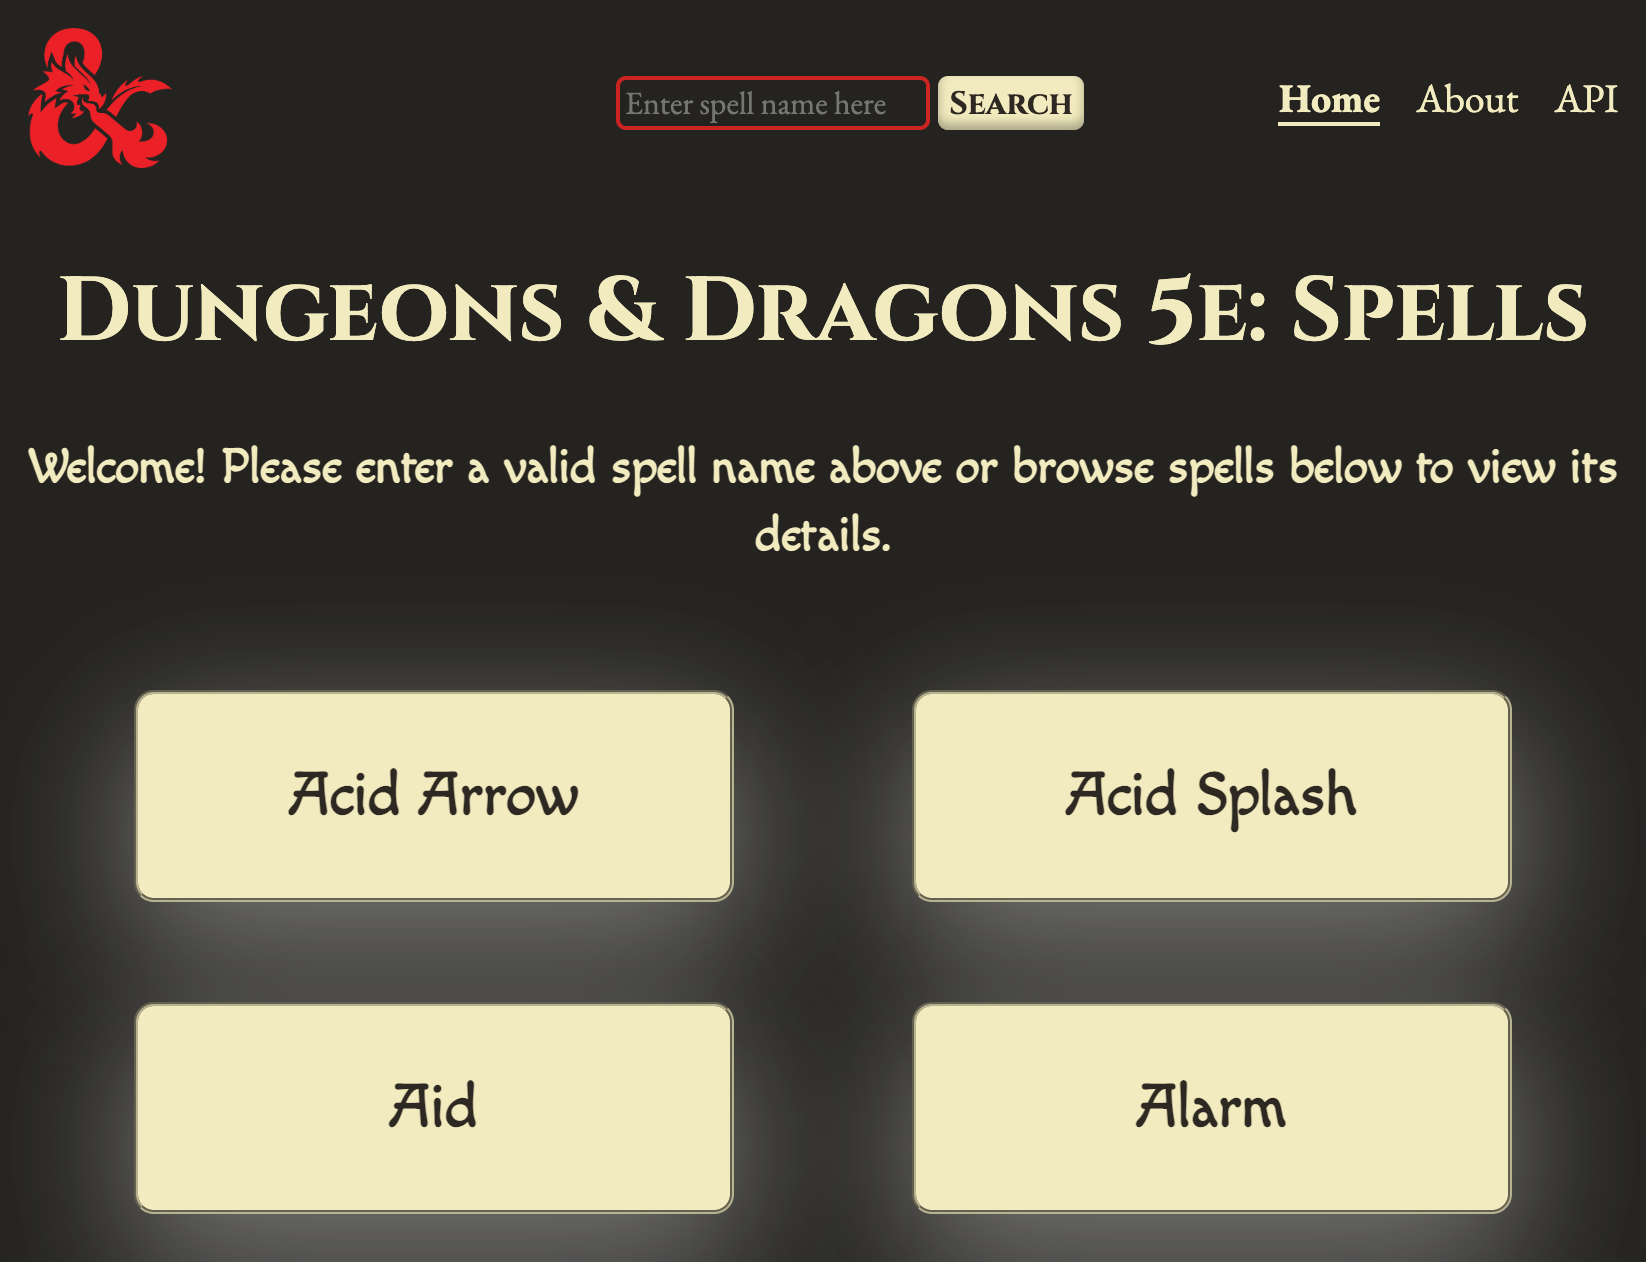 Enter spell name here
Search
Home
About
API
Dungeons & Dragons 5e: Spells
Welcome! Please enter a valid spell name above or browse spells below to view its
details.
Acid Arrow
Acid Splash
Aid
Alarm